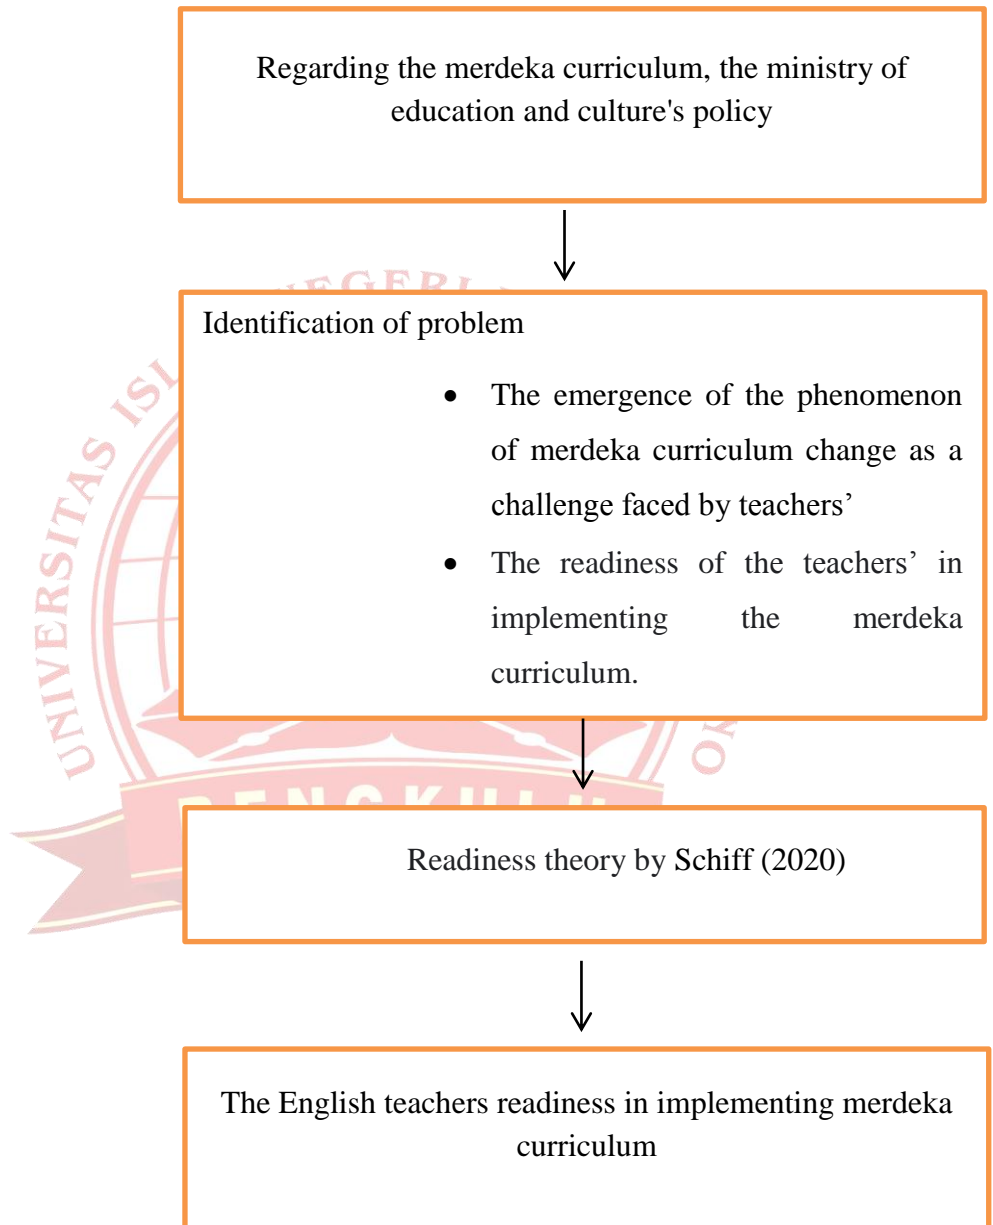 Regarding the merdeka curriculum, the ministry of
education and culture's policy
Identification of problem
• The emergence of the phenomenon
of merdeka curriculum change as a
challenge faced by teachers’
• The readiness of the teachers’ in
implementing the merdeka
curriculum.
Readiness theory by Schiff (2020)
The English teachers readiness in implementing merdeka
curriculum
UNIVERSITAS